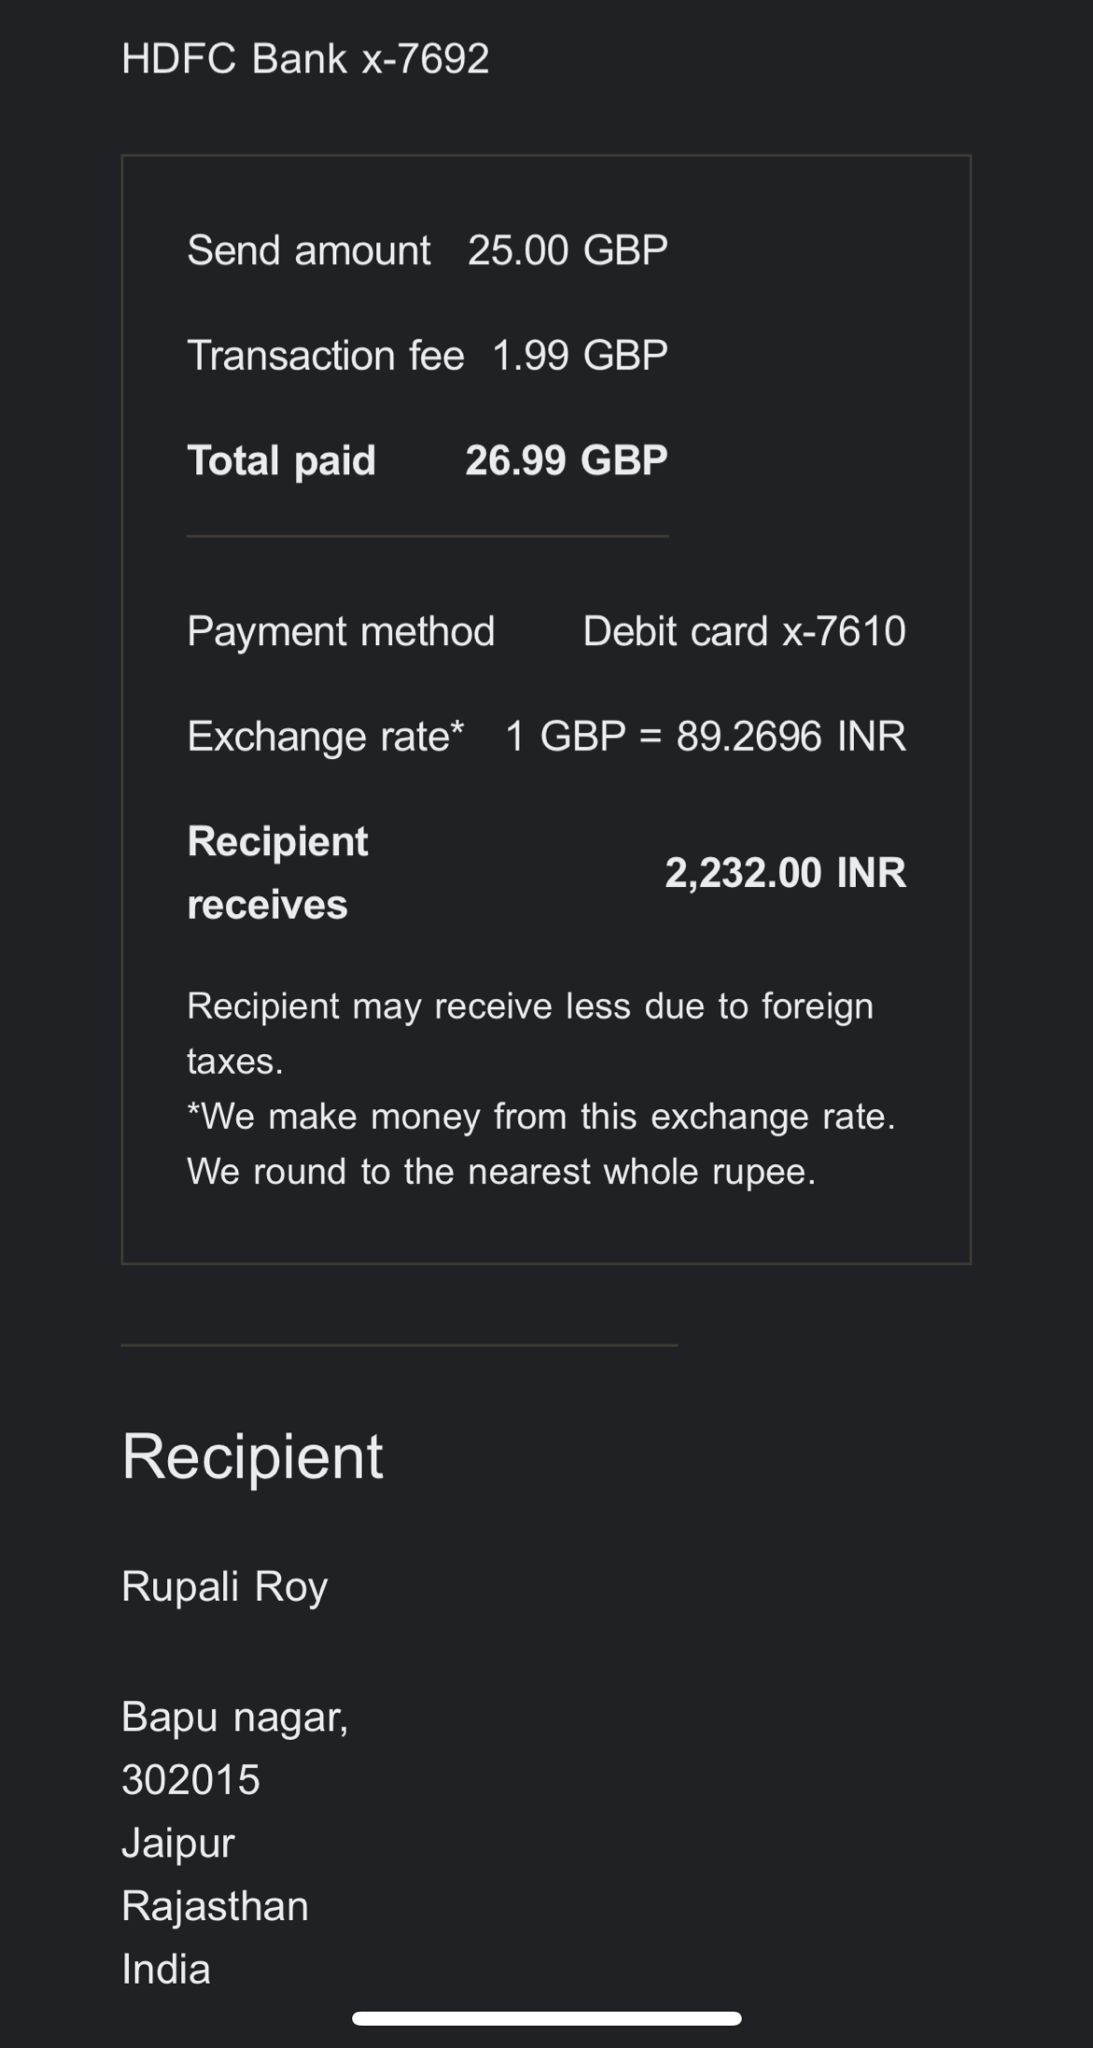 HDFC Bank x-7692
Send amount 25.00 GBP
Transaction fee 1.99 GBP
Total paid 26.99 GBP
Payment method Debit card x-7610
Exchange rate* 1 GBP = 89.2696 INR
Recipient
receives 2,232.00 INR
Recipient may receive less due to foreign
taxes.
*We make money from this exchange rate.
We round to the nearest whole rupee.
Recipient
Rupali Roy
Bapu nagar,
302015
Jaipur
Rajasthan
India